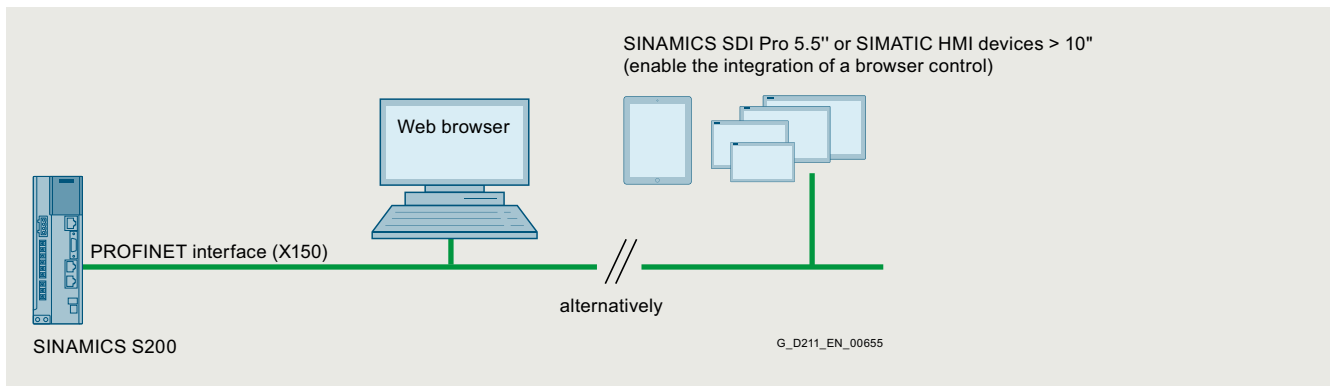 SINAMICS SDI Pro 5.5" or SIMATIC HMI devices > 10"
(enable the integration of a browser control)
Web browser
PROFINET interface (X150)
alternatively
SINAMICS S200
G_D211_EN_00655